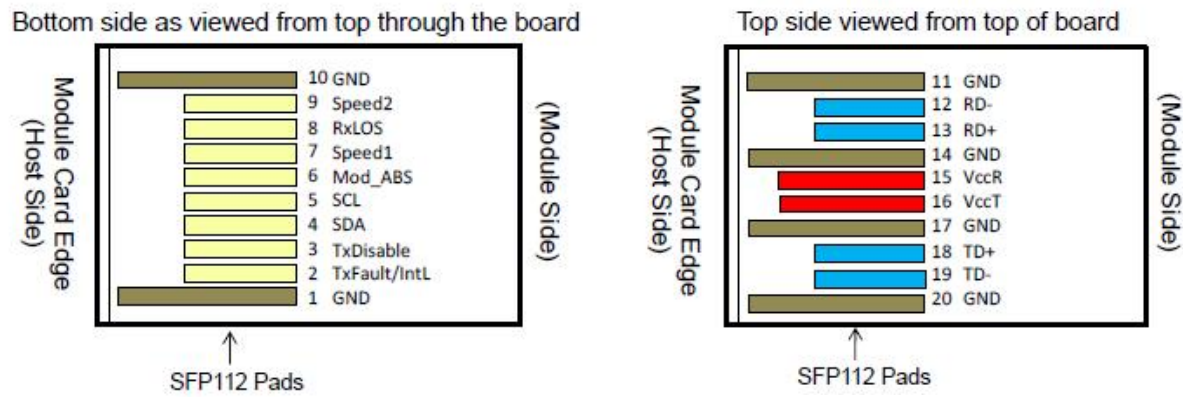 Bottom side as viewed from top through the board
Module Card Edge
(Host Side)
10 GND
9 Speed2
8 RxLOS
7 Speed1
6 Mod_ABS
5 SCL
4 SDA
3 TxDisable
2 TxFault/IntL
1 GND
(Module Side)
SFP112 Pads
Top side viewed from top of board
Module Card Edge
(Host Side)
11 GND
12 RD-
13 RD+
14 GND
15 VccR
16 VccT
17 GND
18 TD+
19 TD-
20 GND
(Module Side)
SFP112 Pads